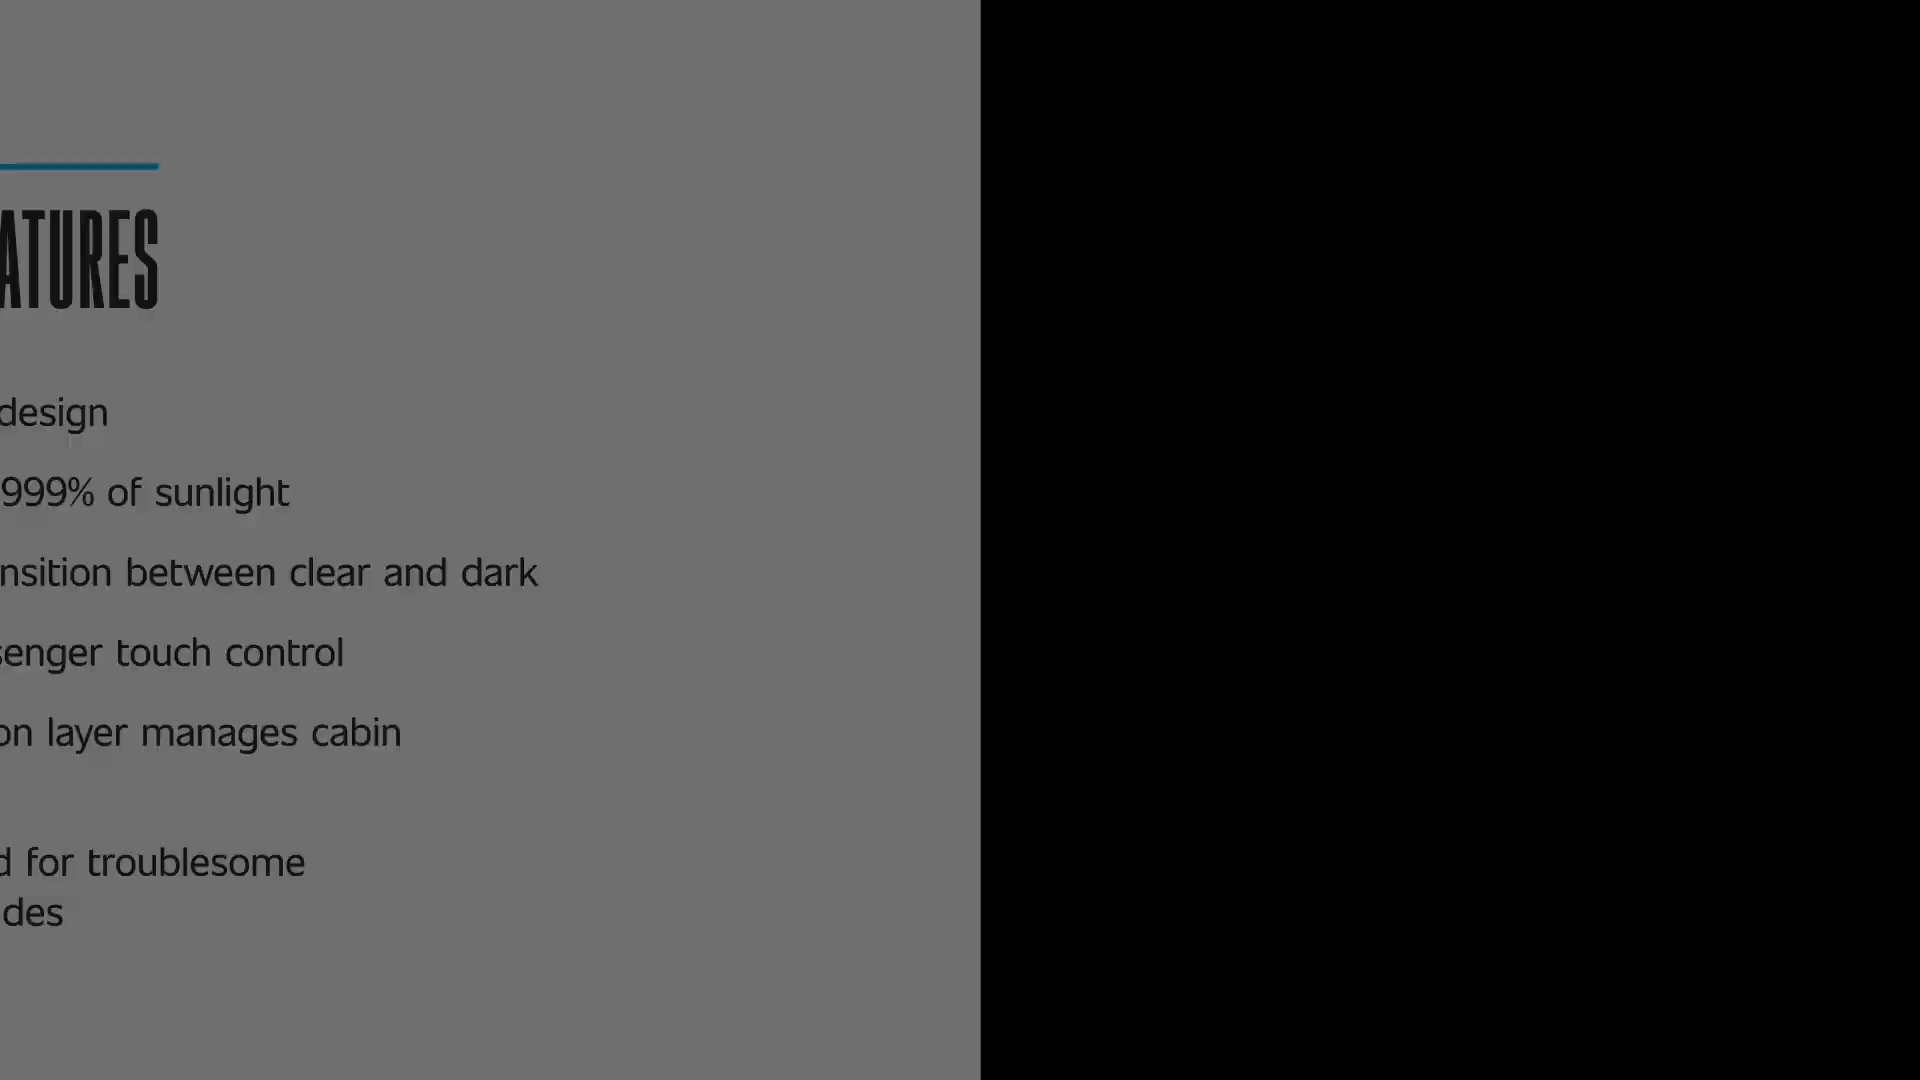 ATURES
design
999% of sunlight
nsition between clear and dark
senger touch control
on layer manages cabin
d for troublesome
des